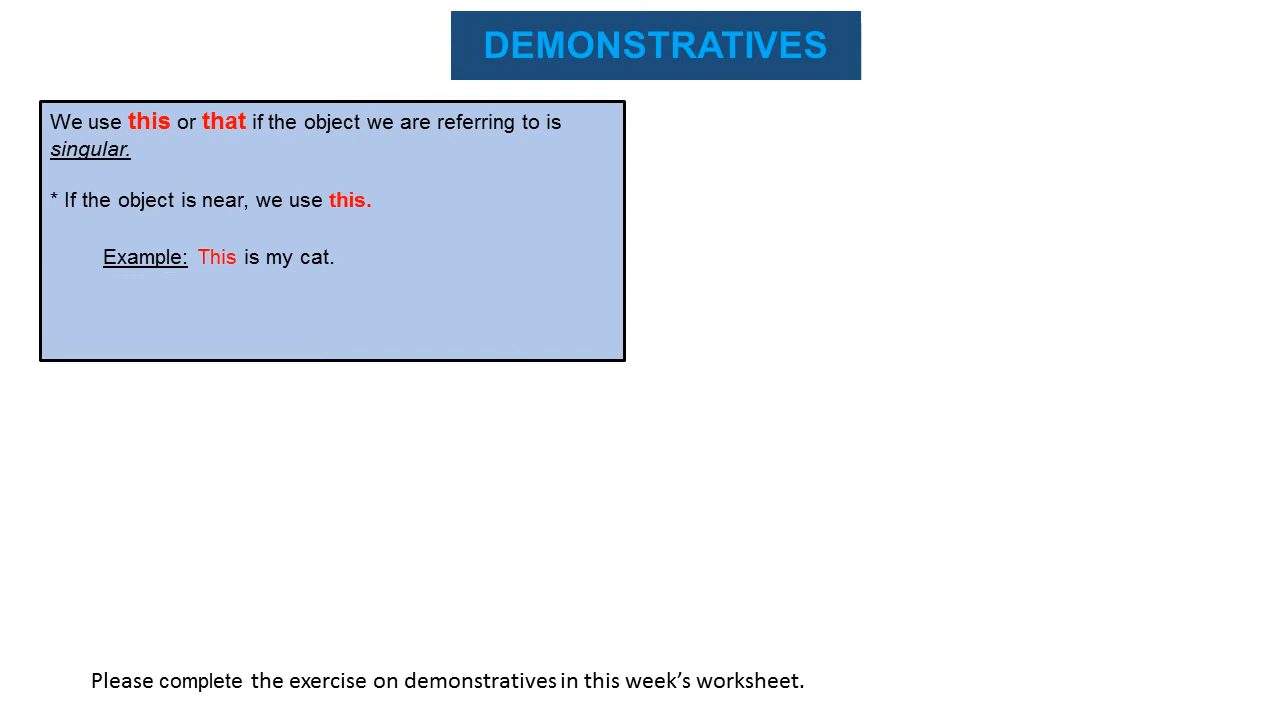 DEMONSTRATIVES
We use this or that if the object we are referring to is
singular.
* If the object is near, we use this.
Example: This is my cat.
Please complete the exercise on demonstratives in this week’s worksheet.